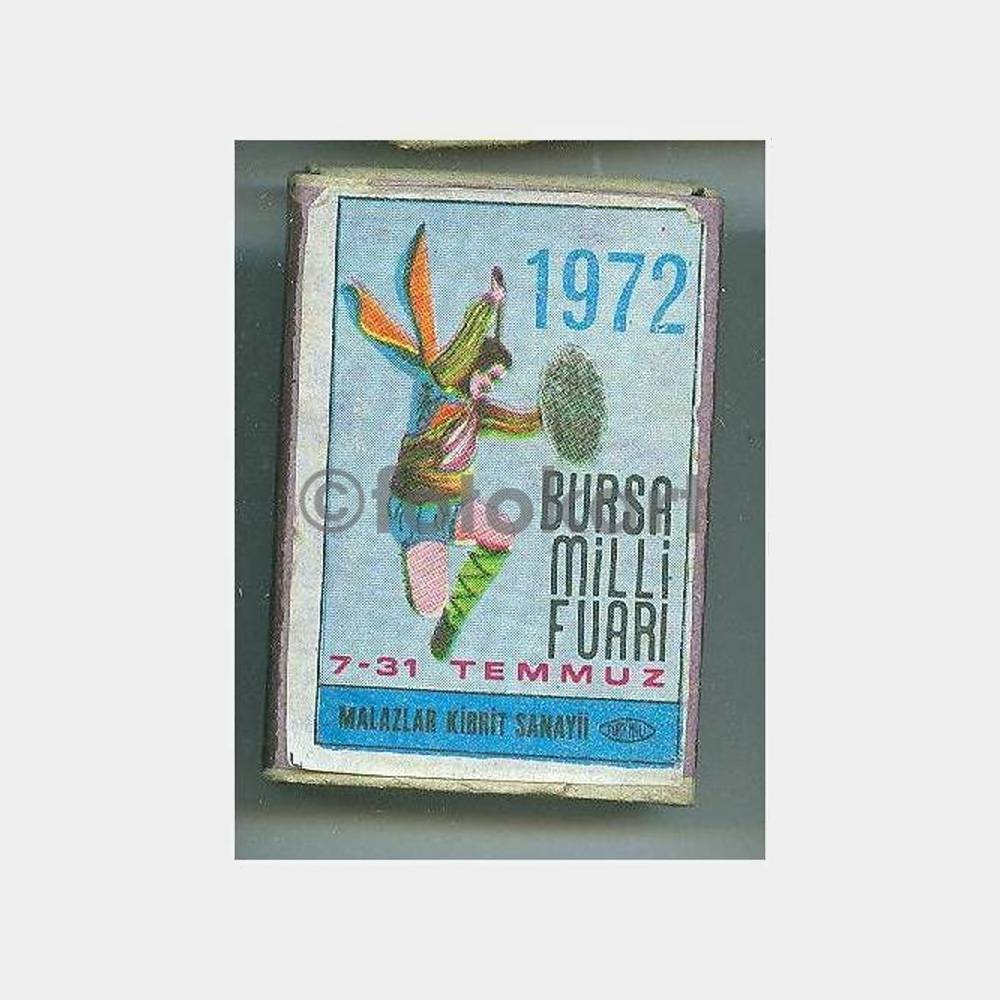 1972
BURSA
MİLLİ
FUARI
7-31 TEMMUZ
MALAZLAR KİBRİT SANAYİİ